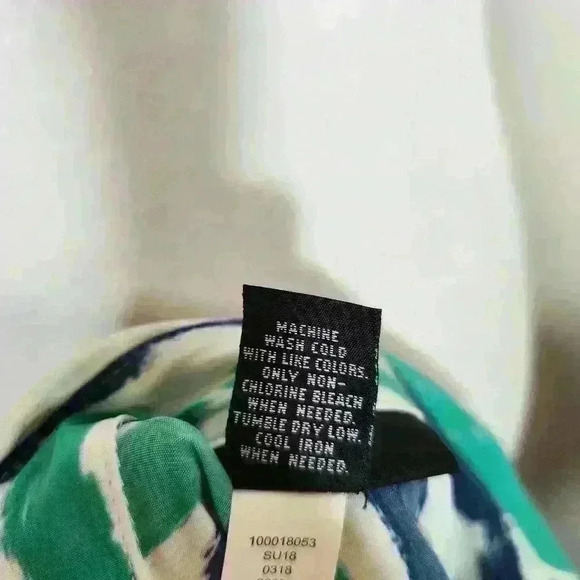 MACHINE
WASH COLD
WITH LIKE COLORS.
ONLY NON-
CHLORINE BLEACH
WHEN NEEDED.
TUMBLE DRY LOW.
COOL IRON
WHEN NEEDED.
100018053
SU18
0318